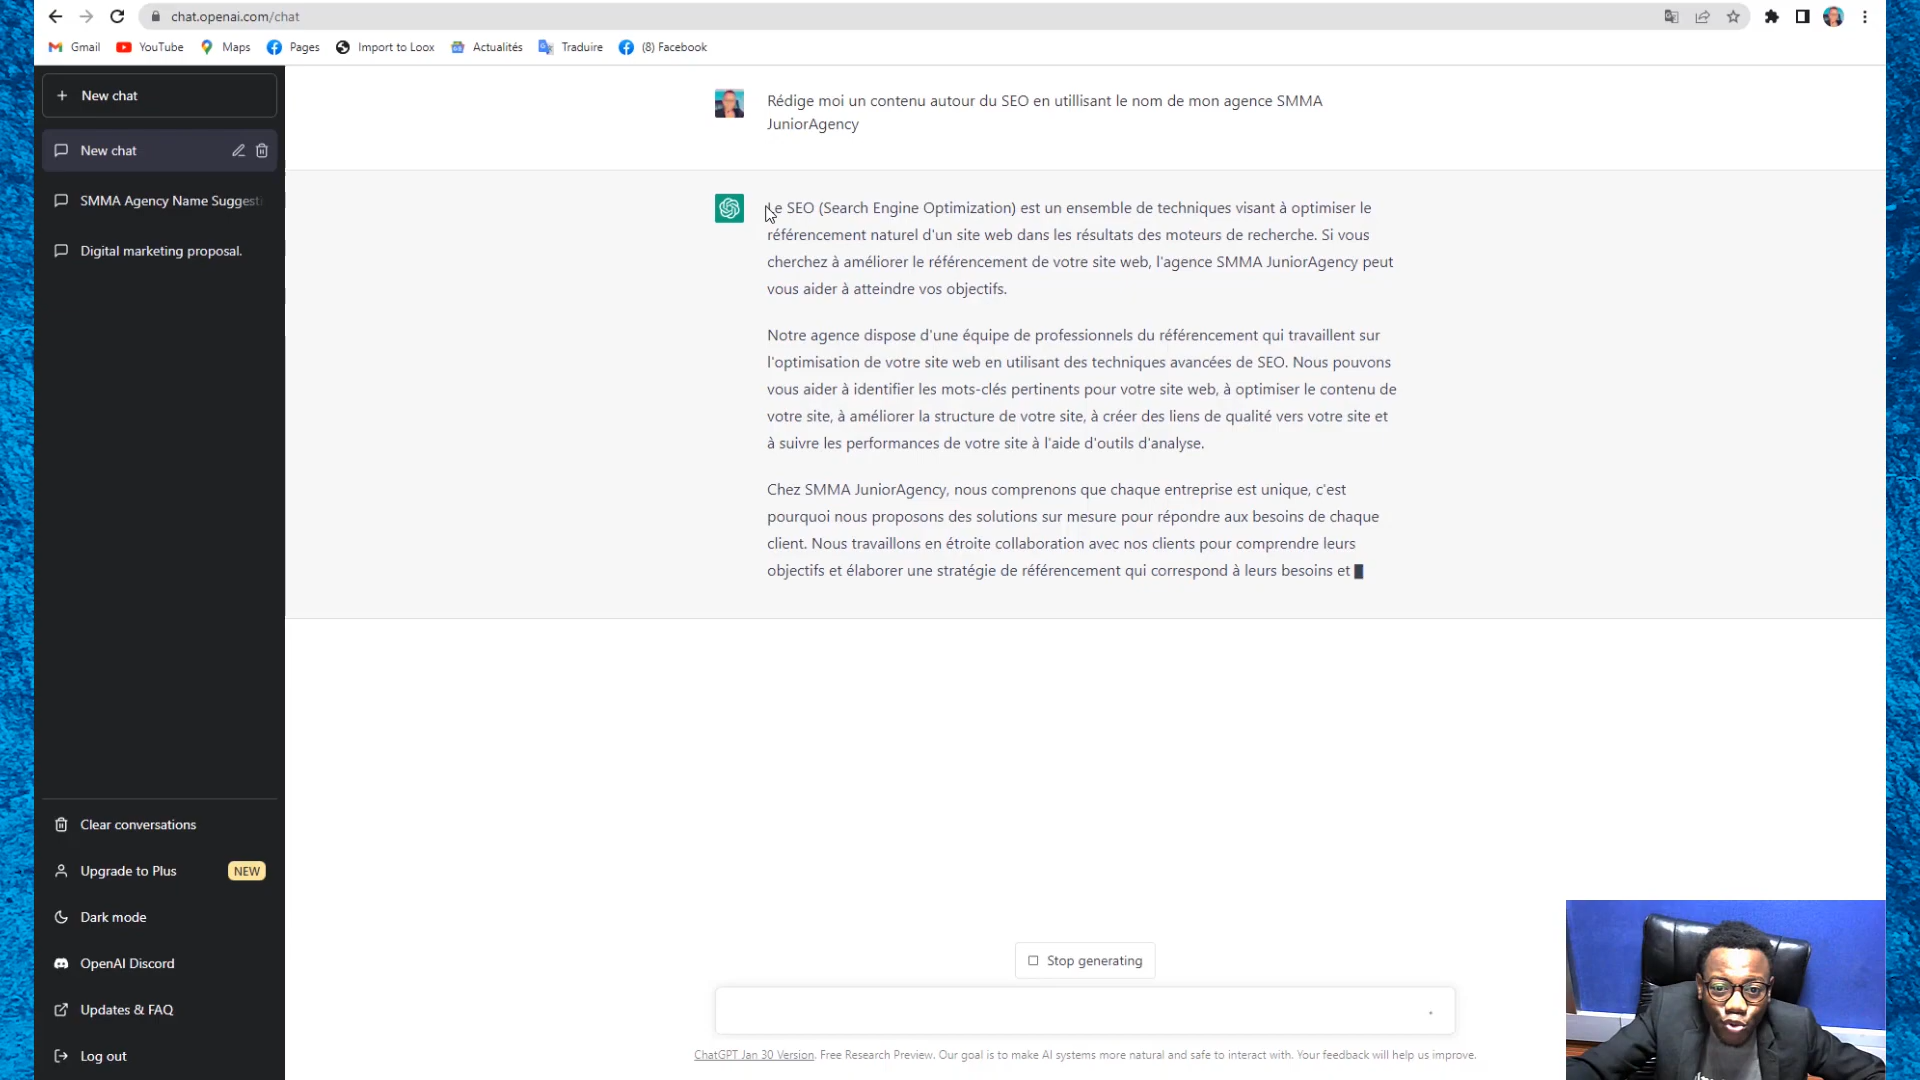 chat.openai.com/chat
Gmail
YouTube
Maps
Pages
Import to Loox
Actualités
Traduire
(8) Facebook
+ New chat
New chat
SMMA Agency Name Suggest
Digital marketing proposal.
Clear conversations
Upgrade to Plus NEW
Dark mode
OpenAI Discord
Updates & FAQ
Log out
Rédige moi un contenu autour du SEO en utillisant le nom de mon agence SMMA
JuniorAgency
Le SEO (Search Engine Optimization) est un ensemble de techniques visant à optimiser le
référencement naturel d'un site web dans les résultats des moteurs de recherche. Si vous
cherchez à améliorer le référencement de votre site web, l'agence SMMA JuniorAgency peut
vous aider à atteindre vos objectifs.
Notre agence dispose d'une équipe de professionnels du référencement qui travaillent sur
l'optimisation de votre site web en utilisant des techniques avancées de SEO. Nous pouvons
vous aider à identifier les mots-clés pertinents pour votre site web, à optimiser le contenu de
votre site, à améliorer la structure de votre site, à créer des liens de qualité vers votre site et
à suivre les performances de votre site à l'aide d'outils d'analyse.
Chez SMMA JuniorAgency, nous comprenons que chaque entreprise est unique, c'est
pourquoi nous proposons des solutions sur mesure pour répondre aux besoins de chaque
client. Nous travaillons en étroite collaboration avec nos clients pour comprendre leurs
objectifs et élaborer une stratégie de référencement qui correspond à leurs besoins et
Stop generating
ChatGPT Jan 30 Version. Free Research Preview. Our goal is to make AI systems more natural and safe to interact with. Your feedback will help us improve.